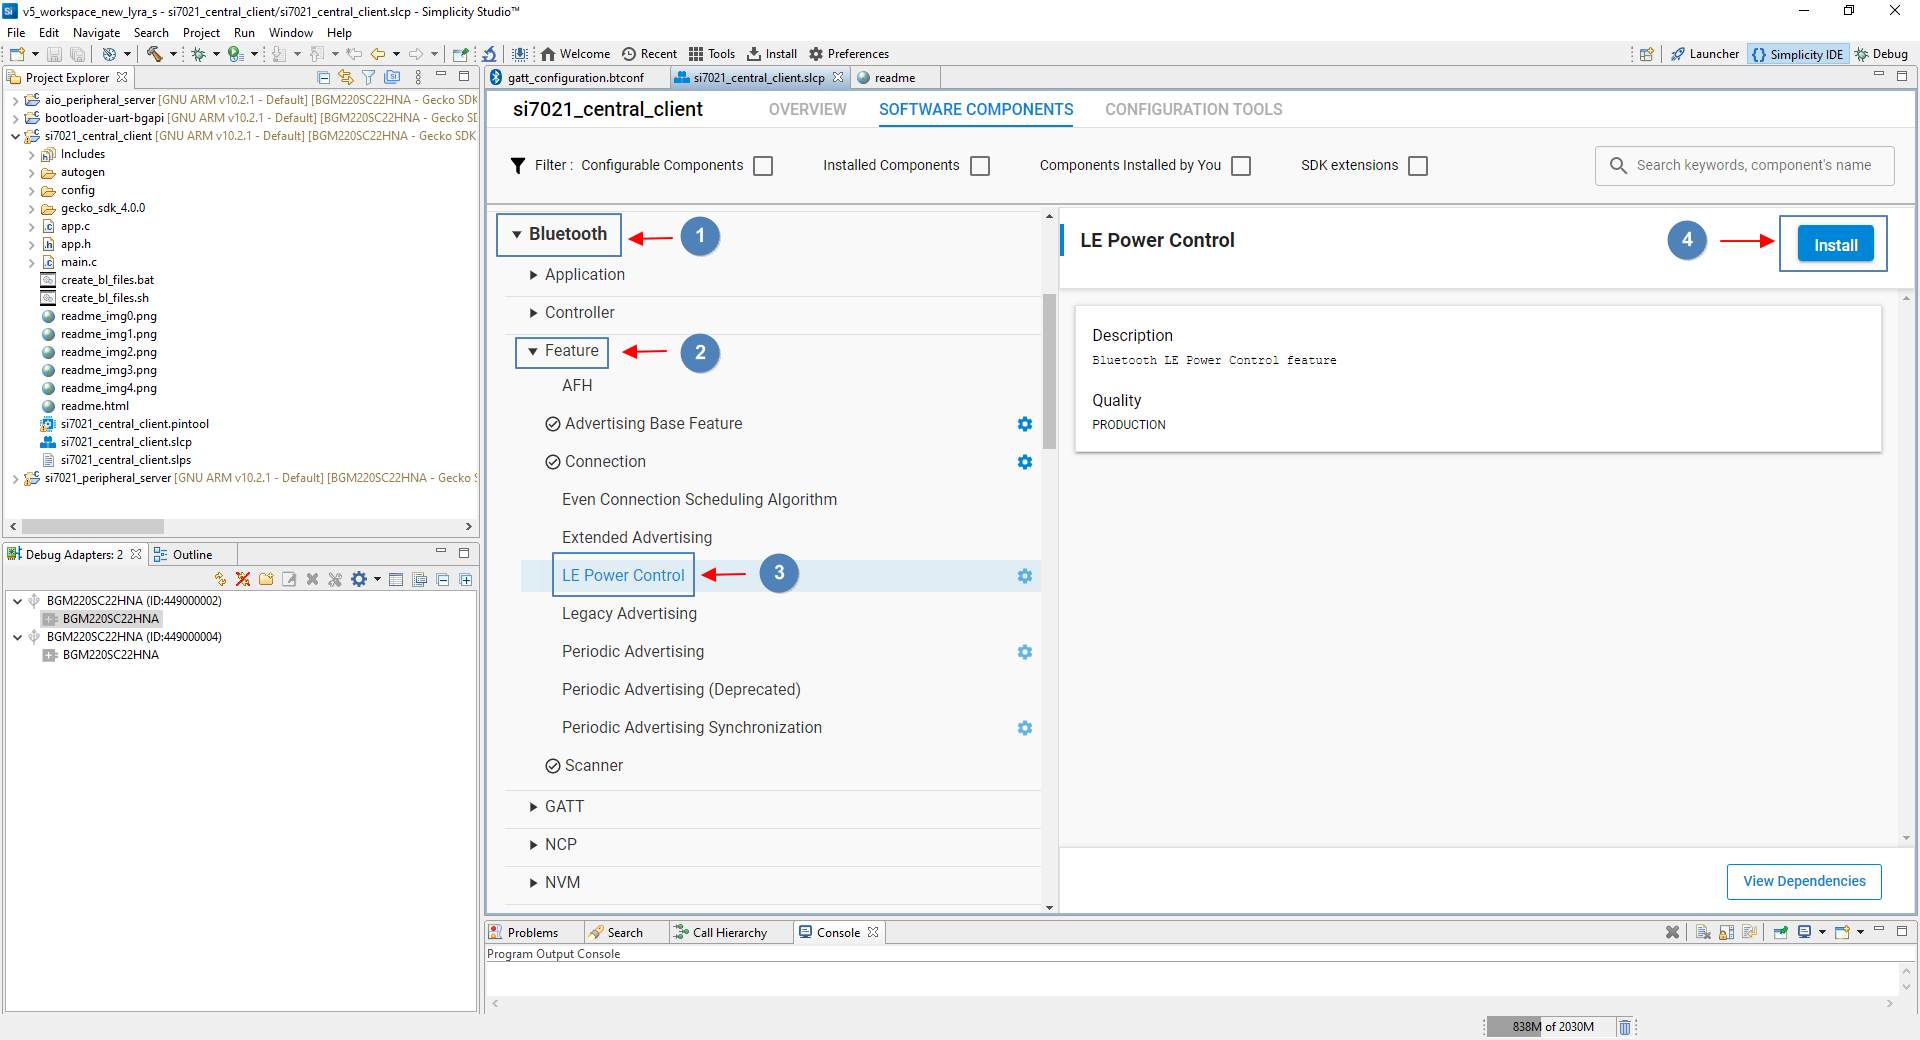 v5_workspace_new_lyra_s - si7021_central_client/si7021_central_client.slcp - Simplicity Studio™
File Edit Navigate Search Project Run Window Help
Welcome Recent Tools Install Preferences
Launcher Simplicity IDE Debug
Project Explorer
aio_peripheral_server [GNU ARM v10.2.1 - Default] [BGM220SC22HNA - Gecko SDK
bootloader-uart-bgapi [GNU ARM v10.2.1 - Default] [BGM220SC22HNA - Gecko SDK
si7021_central_client [GNU ARM v10.2.1 - Default] [BGM220SC22HNA - Gecko SDK
Includes
autogen
config
gecko_sdk_4.0.0
app.c
app.h
main.c
create_bl_files.bat
create_bl_files.sh
readme_img0.png
readme_img1.png
readme_img2.png
readme_img3.png
readme_img4.png
readme.html
si7021_central_client.pintool
si7021_central_client.slcp
si7021_central_client.slps
si7021_peripheral_server [GNU ARM v10.2.1 - Default] [BGM220SC22HNA - Gecko S
Debug Adapters: 2 Outline
BGM220SC22HNA (ID:449000002)
BGM220SC22HNA
BGM220SC22HNA (ID:449000004)
BGM220SC22HNA
gatt_configuration.btconf si7021_central_client.slcp readme
si7021_central_client OVERVIEW SOFTWARE COMPONENTS CONFIGURATION TOOLS
Filter : Configurable Components Installed Components Components Installed by You SDK extensions Search keywords, component's name
Bluetooth 1
Application
Controller
Feature 2
AFH
Advertising Base Feature
Connection
Even Connection Scheduling Algorithm
Extended Advertising
LE Power Control 3
Legacy Advertising
Periodic Advertising
Periodic Advertising (Deprecated)
Periodic Advertising Synchronization
Scanner
GATT
NCP
NVM
LE Power Control 4 Install
Description
Bluetooth LE Power Control feature
Quality
PRODUCTION
View Dependencies
Problems Search Call Hierarchy Console
Program Output Console
838M of 2030M